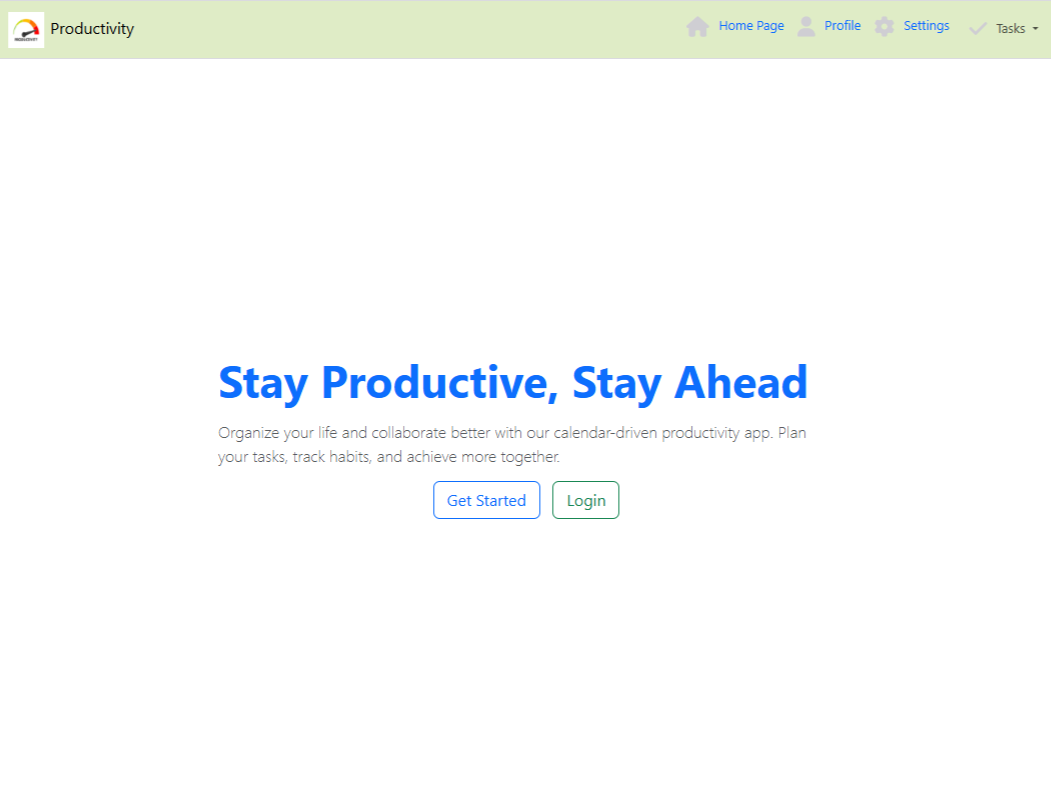 Productivity
Home Page
Profile
Settings
Tasks
Stay Productive, Stay Ahead
Organize your life and collaborate better with our calendar-driven productivity app. Plan
your tasks, track habits, and achieve more together.
Get Started
Login